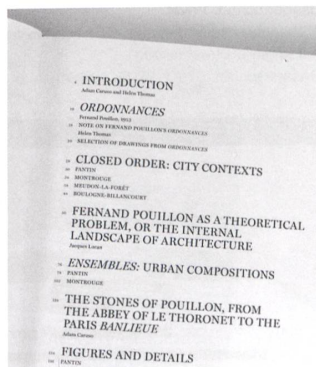 INTRODUCTION
Adam Caruso and Helen Thomas
ORDONNANCES
Fernand Pouillon, 1953
NOTE ON FERNAND POUILLON'S ORDONNANCES
Helen Thomas
SELECTION OF DRAWINGS FROM ORDONNANCES
CLOSED ORDER: CITY CONTEXTS
PANTIN
MONTROUGE
MEUDON-LA-FORÊT
BOULOGNE-BILLANCOURT
FERNAND POUILLON AS A THEORETICAL
PROBLEM, OR THE INTERNAL
LANDSCAPE OF ARCHITECTURE
Jacques Lucan
ENSEMBLES: URBAN COMPOSITIONS
PANTIN
MONTROUGE
THE STONES OF POUILLON, FROM
THE ABBEY OF LE THORONET TO THE
PARIS BANLIEUE
Adam Caruso
FIGURES AND DETAILS
PANTIN